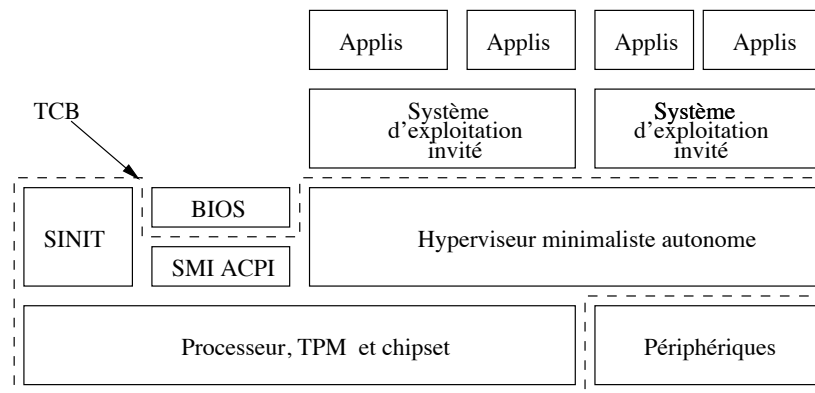 Applis
Applis
Applis
Applis
TCB
Système
d'exploitation
invité
Système
d'exploitation
invité
SINIT
BIOS
SMI ACPI
Hyperviseur minimaliste autonome
Processeur, TPM et chipset
Périphériques